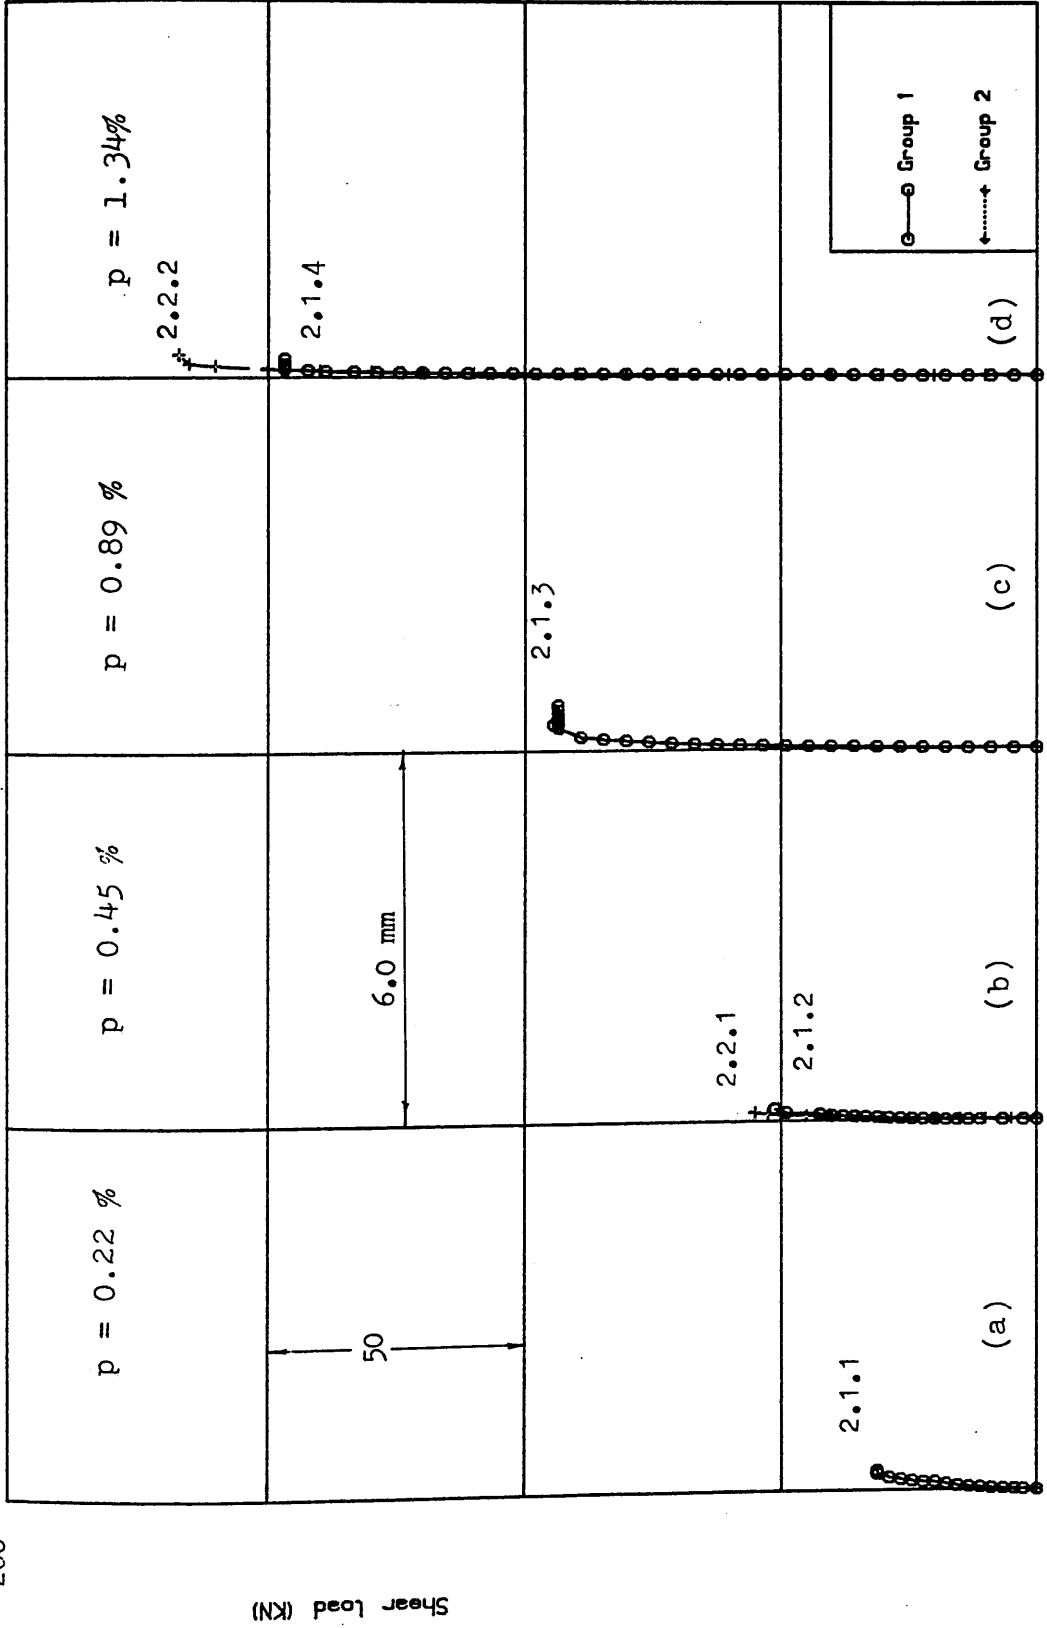 p = 0.22 %
p = 0.45 %
p = 0.89 %
p = 1.34%
2.2.2
2.1.4
50
6.0 mm
2.1.3
2.2.1
2.1.2
2.1.1
(a)
(b)
(c)
(d)
Group 1
Group 2
Shear Load (KN)